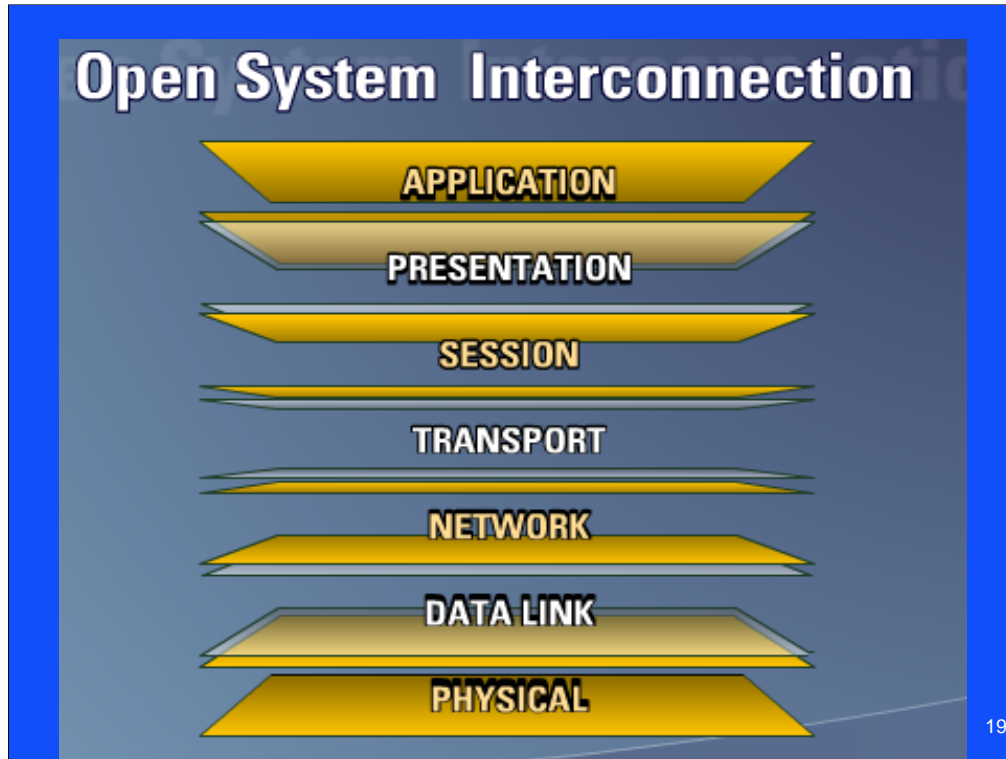 Open System Interconnection
APPLICATION
PRESENTATION
SESSION
TRANSPORT
NETWORK
DATA LINK
PHYSICAL
19